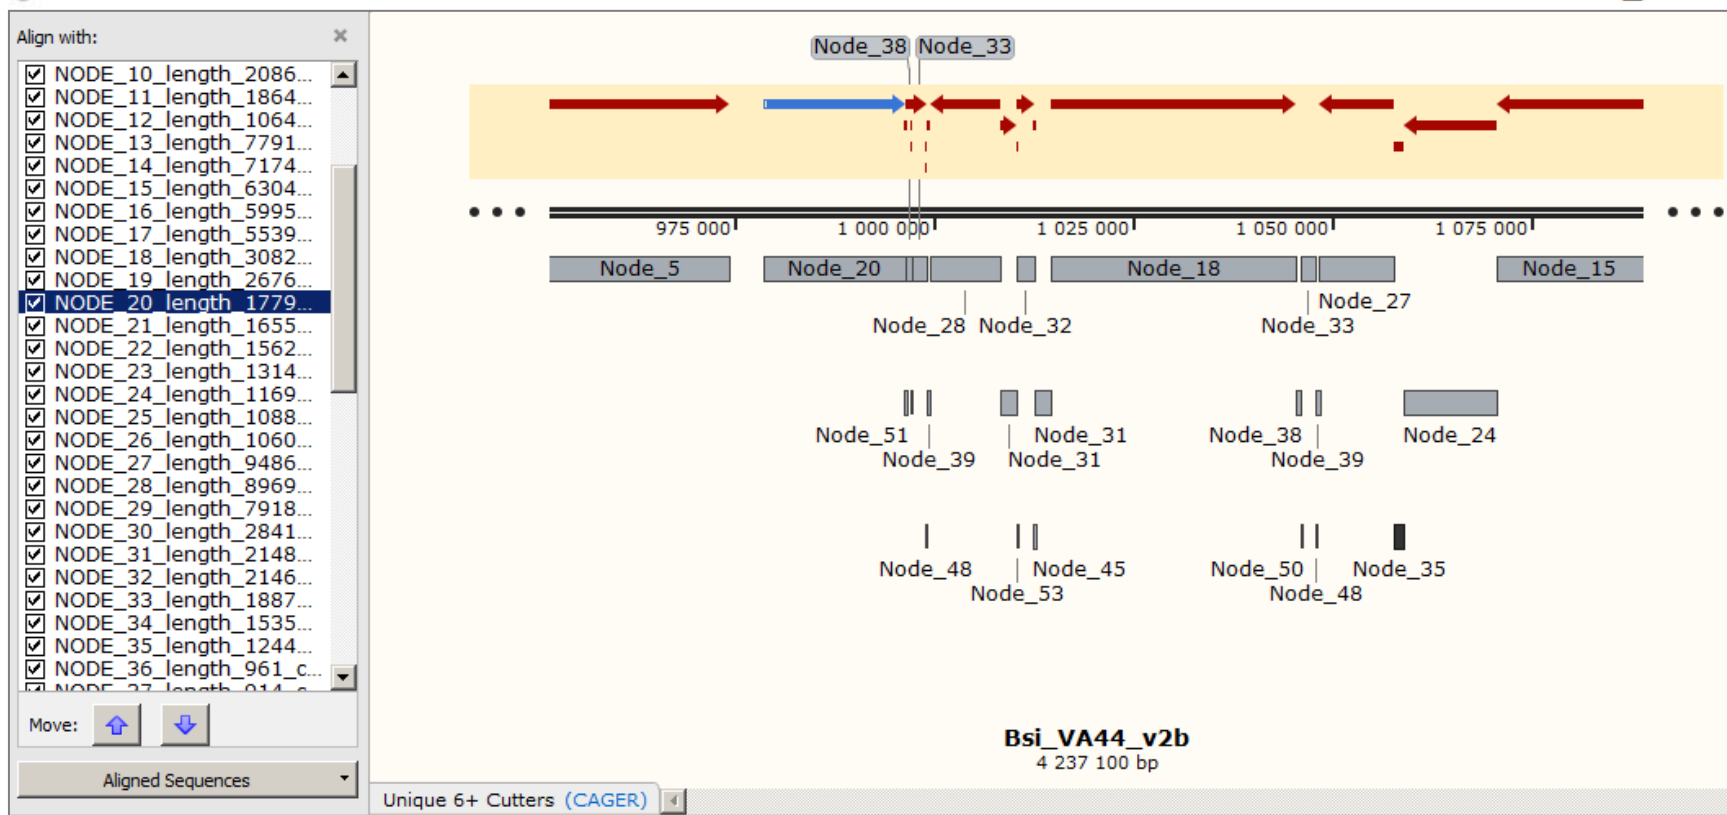 Align with:
NODE_10_length_2086...
NODE_11_length_1864...
NODE_12_length_1064...
NODE_13_length_7791...
NODE_14_length_7174...
NODE_15_length_6304...
NODE_16_length_5995...
NODE_17_length_5539...
NODE_18_length_3082...
NODE_19_length_2676...
NODE_20_length_1779...
NODE_21_length_1655...
NODE_22_length_1562...
NODE_23_length_1314...
NODE_24_length_1169...
NODE_25_length_1088...
NODE_26_length_1060...
NODE_27_length_9486...
NODE_28_length_8969...
NODE_29_length_7918...
NODE_30_length_2841...
NODE_31_length_2148...
NODE_32_length_2146...
NODE_33_length_1887...
NODE_34_length_1535...
NODE_35_length_1244...
NODE_36_length_961_c...
NODE_37_length_914_c
Move:
Aligned Sequences
Node_38 Node_33
975 000 1 000 000 1 025 000 1 050 000 1 075 000
Node_5 Node_20 Node_18 Node_15
Node_27
Node_28 Node_32 Node_33
Node_51 Node_31 Node_38 Node_24
Node_39 Node_31 Node_39
Node_48 Node_45 Node_50 Node_35
Node_53 Node_48
Bsi_VA44_v2b
4 237 100 bp
Unique 6+ Cutters (CAGER)